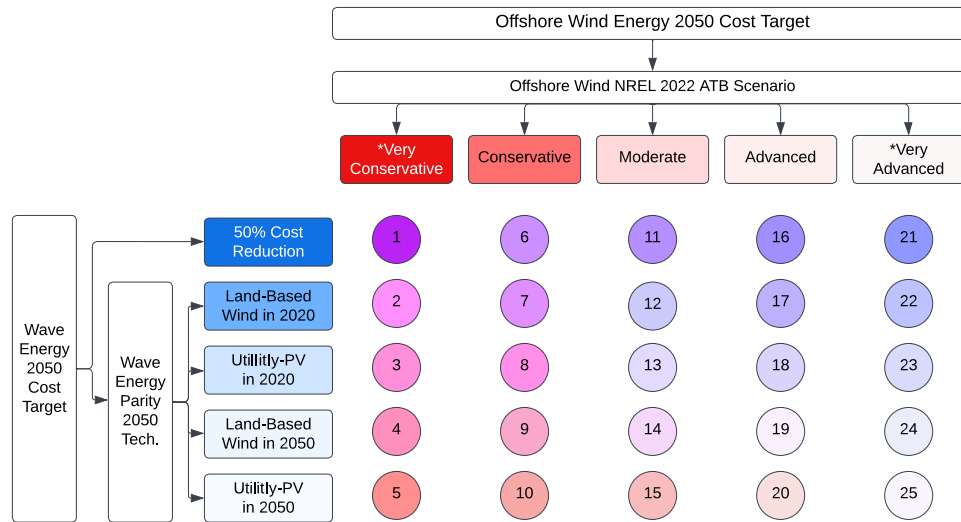 Offshore Wind Energy 2050 Cost Target
Offshore Wind NREL 2022 ATB Scenario
*Very
Conservative
Conservative
Moderate
Advanced
*Very
Advanced
Wave
Energy
2050
Cost
Target
Wave
Energy
Parity
2050
Tech.
50% Cost
Reduction
1
6
11
16
21
Land-Based
Wind in 2020
2
7
12
17
22
Utillitly-PV
in 2020
3
8
13
18
23
Land-Based
Wind in 2050
4
9
14
19
24
Utillitly-PV
in 2050
5
10
15
20
25